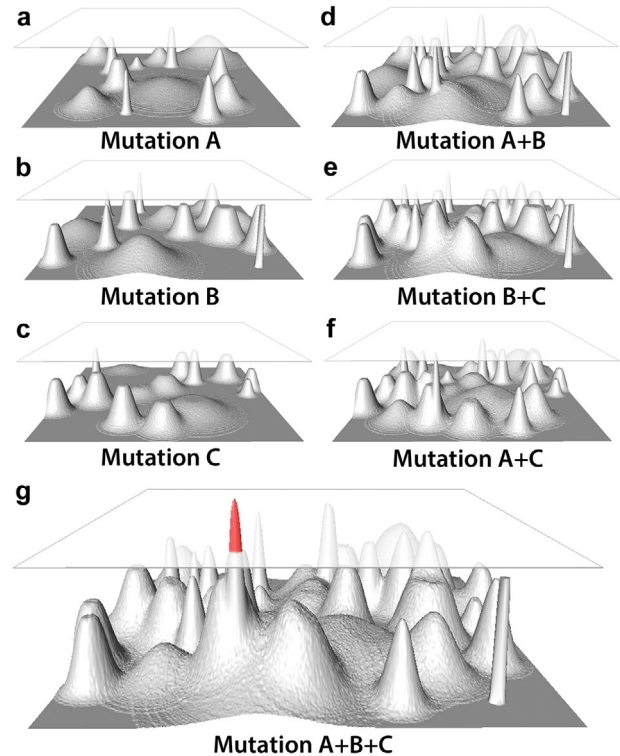 a
Mutation A
b
Mutation B
c
Mutation C
d
Mutation A+B
e
Mutation B+C
f
Mutation A+C
g
Mutation A+B+C